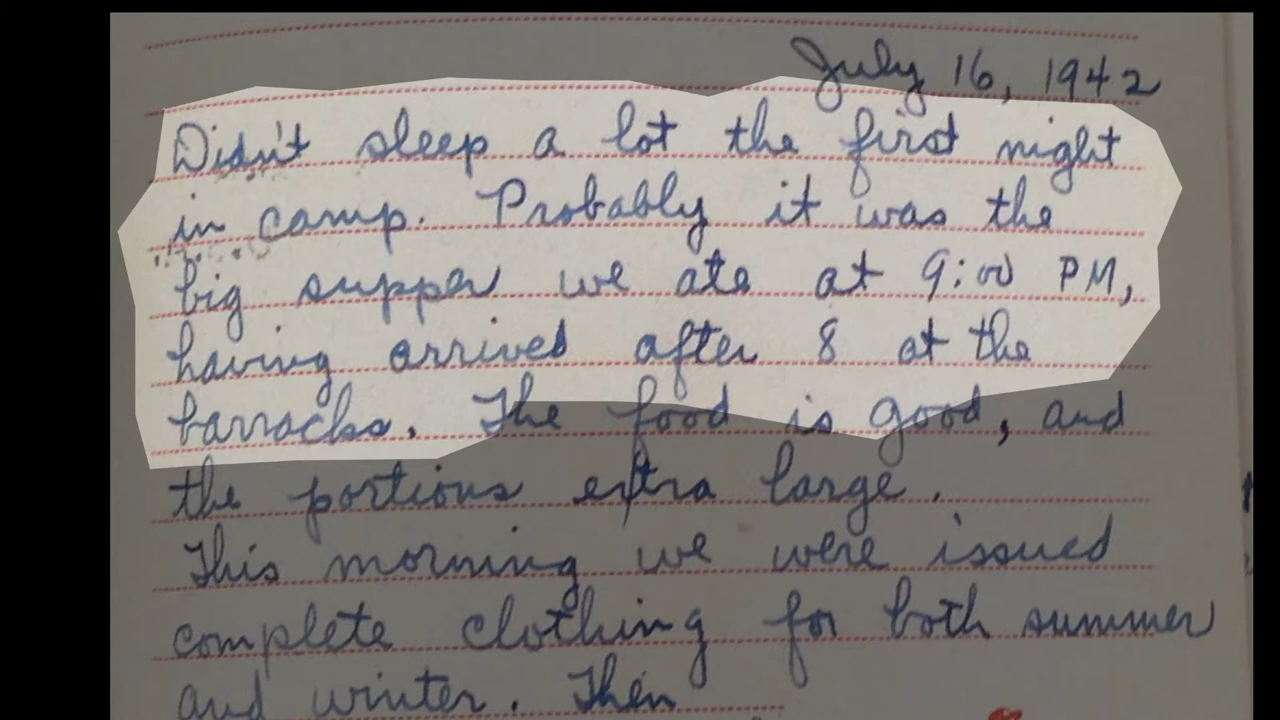 July 16, 1942
Didn't sleep a lot the first night
in camp. Probably it was the
big supper we ate at 9:00 PM,
having arrived after 8 at the
barracks. The food is good, and
the portions extra large.
This morning we were issued
complete clothing for both summer
and winter. Then